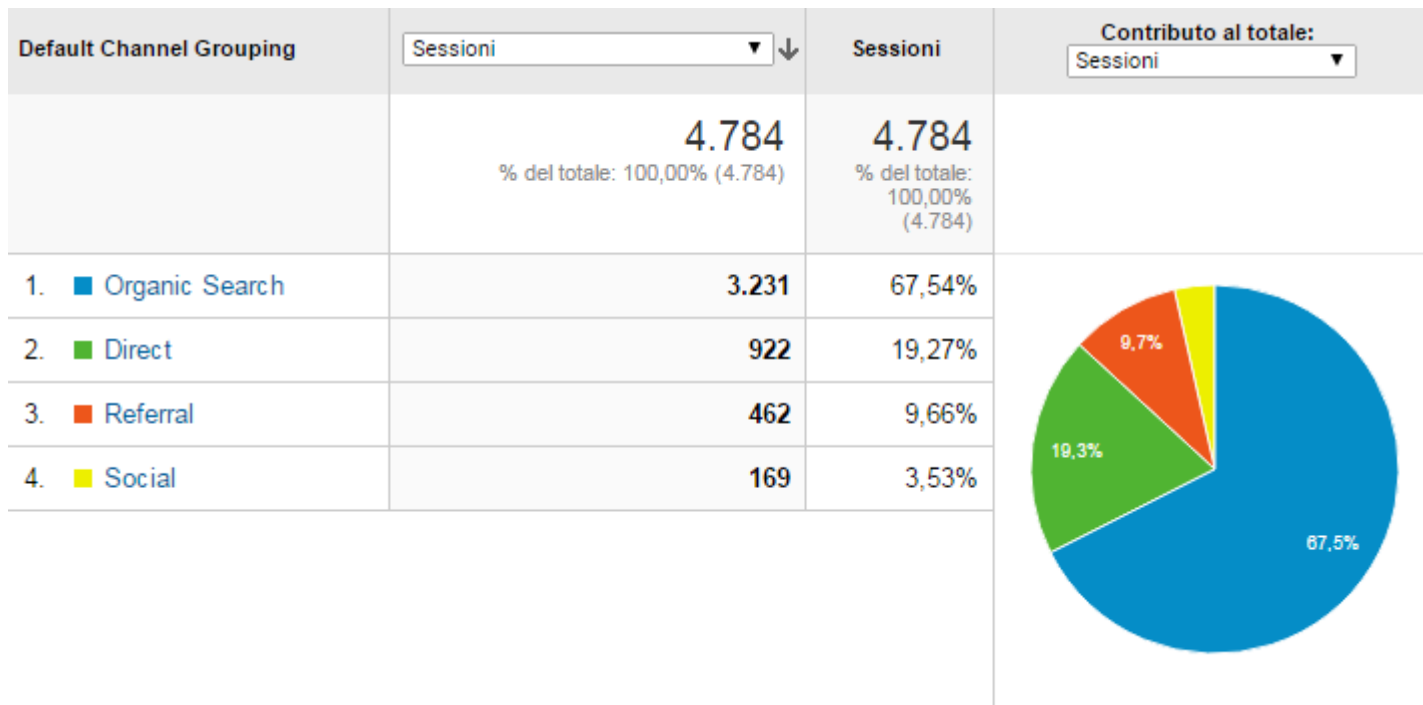 Default Channel Grouping
Sessioni
Sessioni
Contributo al totale:
Sessioni
4.784
% del totale: 100,00% (4.784)
4.784
% del totale:
100,00%
(4.784)
1. Organic Search 3.231 67,54%
2. Direct 922 19,27%
3. Referral 462 9,66%
4. Social 169 3,53%
9,7%
19,3%
67,5%